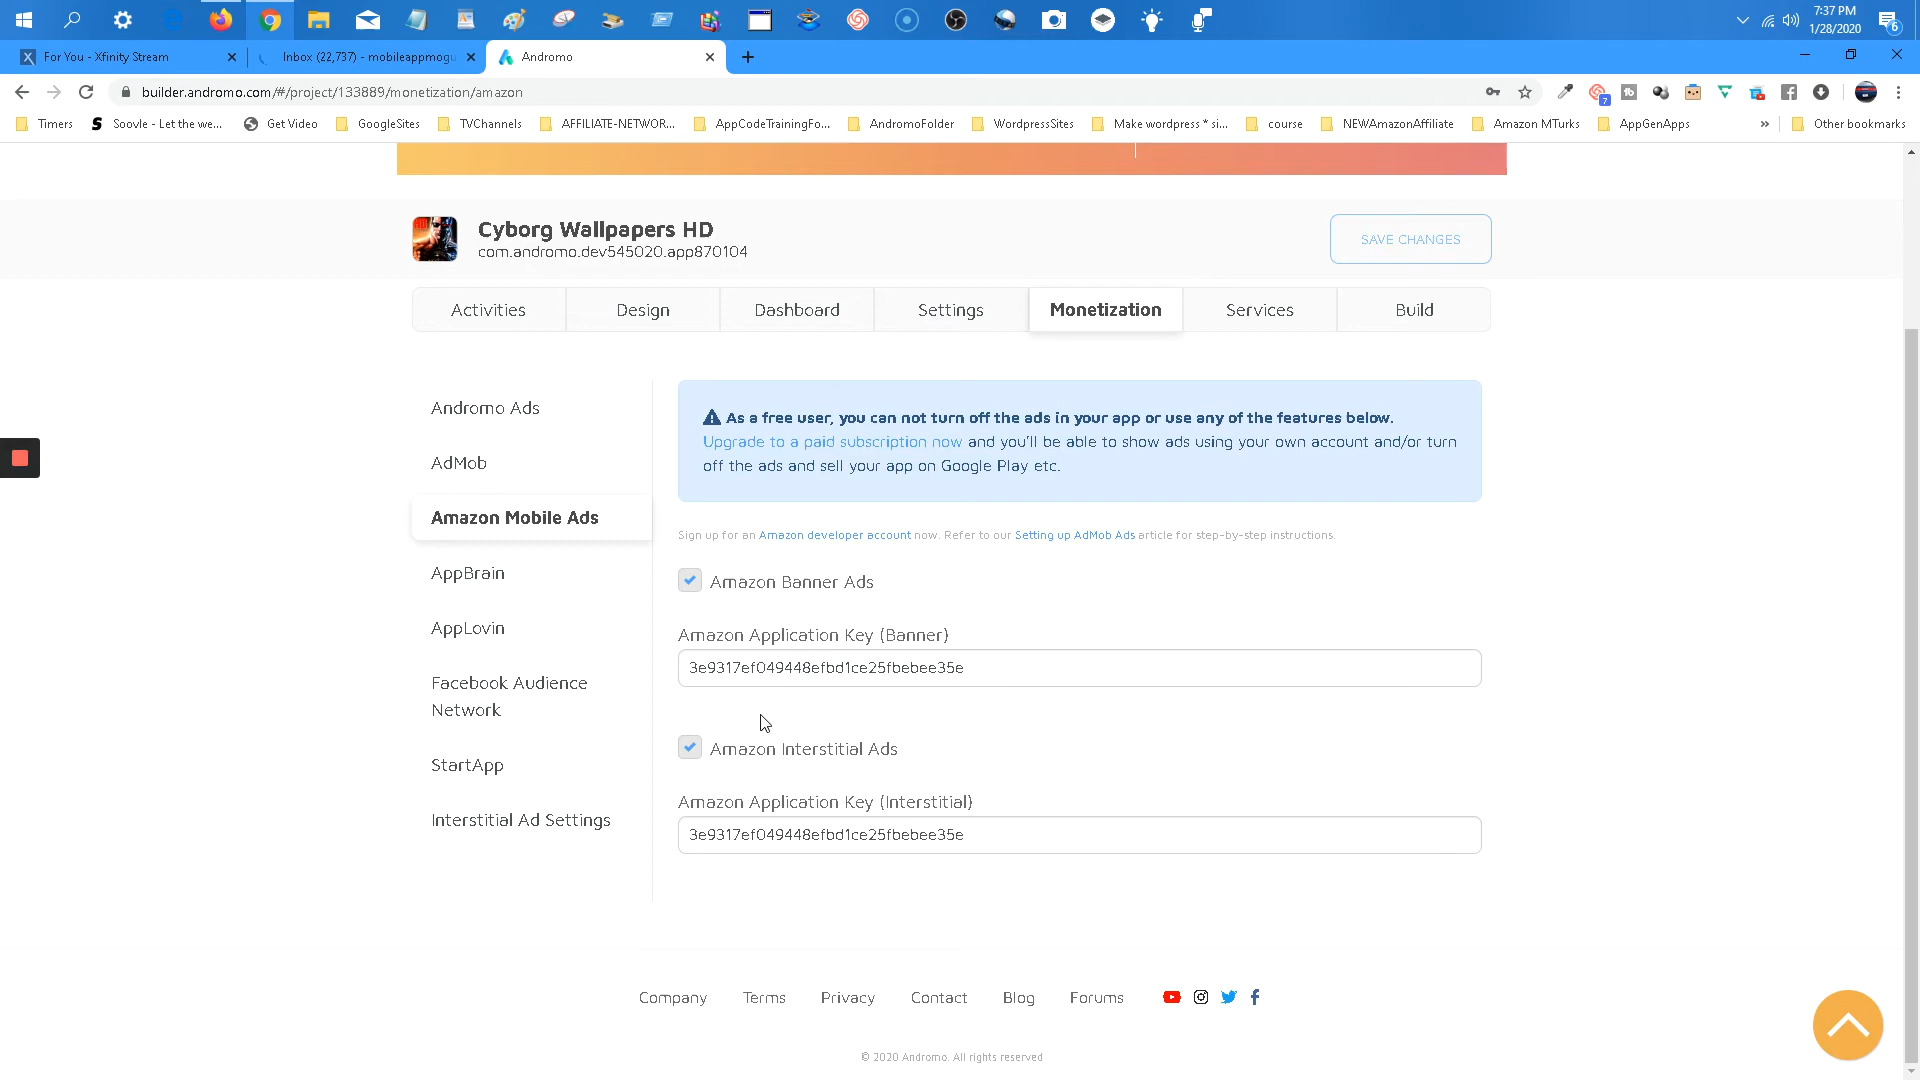 7:37 PM
1/28/2020
6
For You - Xfinity Stream
Inbox (22,737) - mobileappmogu
Andromo
builder.andromo.com/#/project/133889/monetization/amazon
7
Timers
Soovle - Let the we...
Get Video
GoogleSites
TVChannels
AFFILIATE-NETWOR...
AppCodeTrainingFo...
AndromoFolder
WordpressSites
Make wordpress * si...
course
NEWAmazonAffiliate
Amazon MTurks
AppGenApps
»
Other bookmarks
Cyborg Wallpapers HD
com.andromo.dev545020.app870104
SAVE CHANGES
Activities
Design
Dashboard
Settings
Monetization
Services
Build
Andromo Ads
AdMob
Amazon Mobile Ads
AppBrain
AppLovin
Facebook Audience
Network
StartApp
Interstitial Ad Settings
As a free user, you can not turn off the ads in your app or use any of the features below.
Upgrade to a paid subscription now and you'll be able to show ads using your own account and/or turn
off the ads and sell your app on Google Play etc.
Sign up for an Amazon developer account now. Refer to our Setting up AdMob Ads article for step-by-step instructions.
Amazon Banner Ads
Amazon Application Key (Banner)
3e9317ef049448efbd1ce25fbebee35e
Amazon Interstitial Ads
Amazon Application Key (Interstitial)
3e9317ef049448efbd1ce25fbebee35e
Company
Terms
Privacy
Contact
Blog
Forums
© 2020 Andromo. All rights reserved